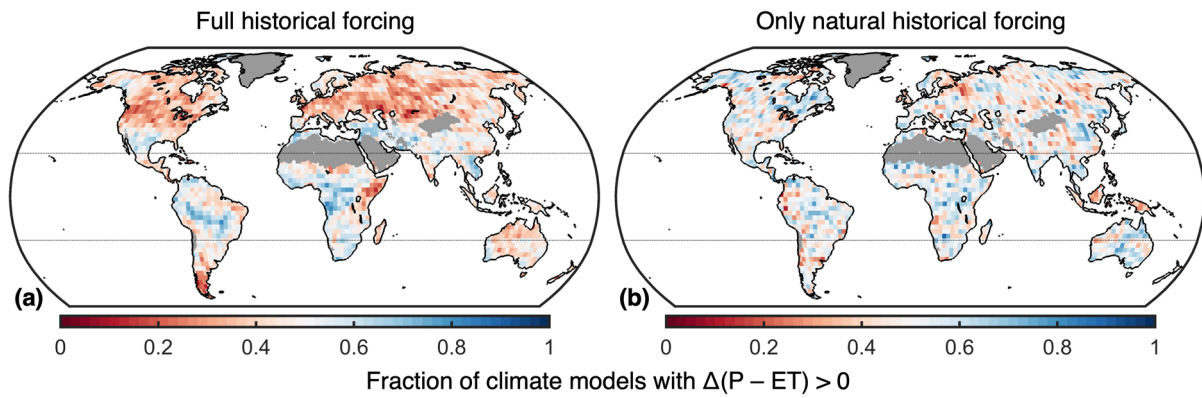 Full historical forcing
Only natural historical forcing
(a)
(b)
0 0.2 0.4 0.6 0.8 1
0 0.2 0.4 0.6 0.8 1
Fraction of climate models with Δ(P − ET) > 0